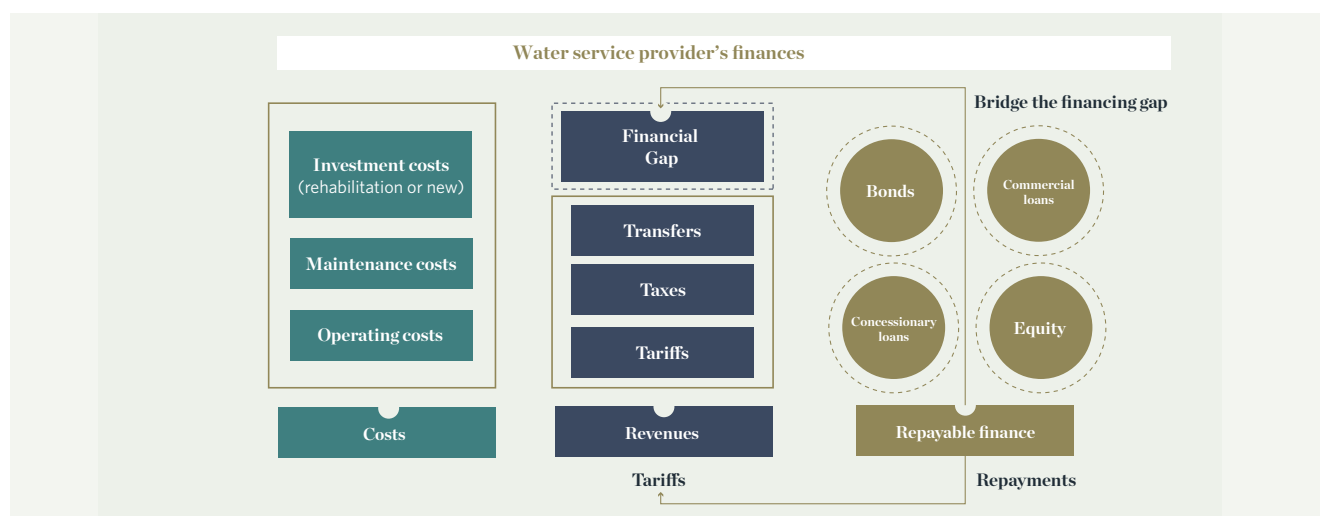 Water service provider’s finances
Investment costs
(rehabilitation or new)
Maintenance costs
Operating costs
Costs
Financial
Gap
Transfers
Taxes
Tariffs
Revenues
Tariffs
Bridge the financing gap
Bonds
Commercial
loans
Concessionary
loans
Equity
Repayable finance
Repayments